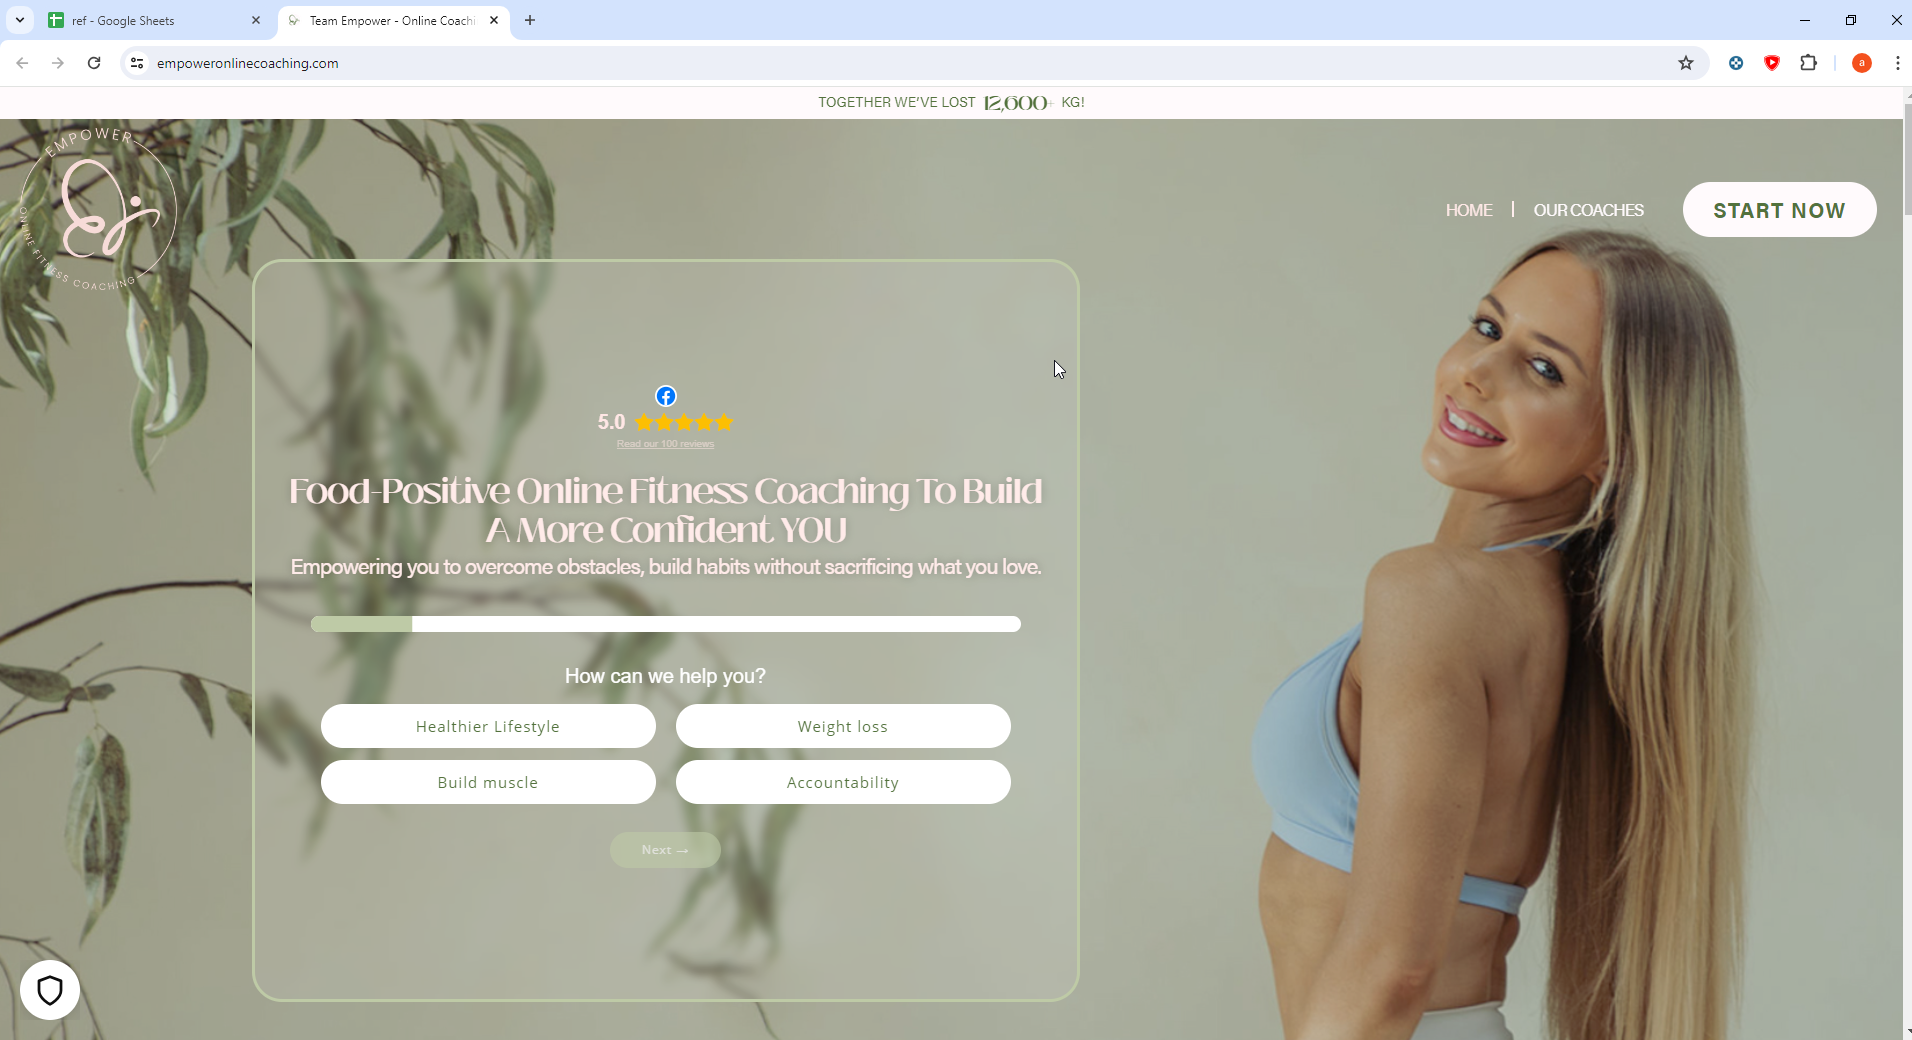 ref - Google Sheets
Team Empower - Online Coachi
empoweronlinecoaching.com
a
TOGETHER WE'VE LOST 12,600+ KG!
EMPOWER
ONLINE FITNESS COACHING
HOME | OUR COACHES
START NOW
5.0
Read our 100 reviews
Food-Positive Online Fitness Coaching To Build
A More Confident YOU
Empowering you to overcome obstacles, build habits without sacrificing what you love.
How can we help you?
Healthier Lifestyle
Weight loss
Build muscle
Accountability
Next →